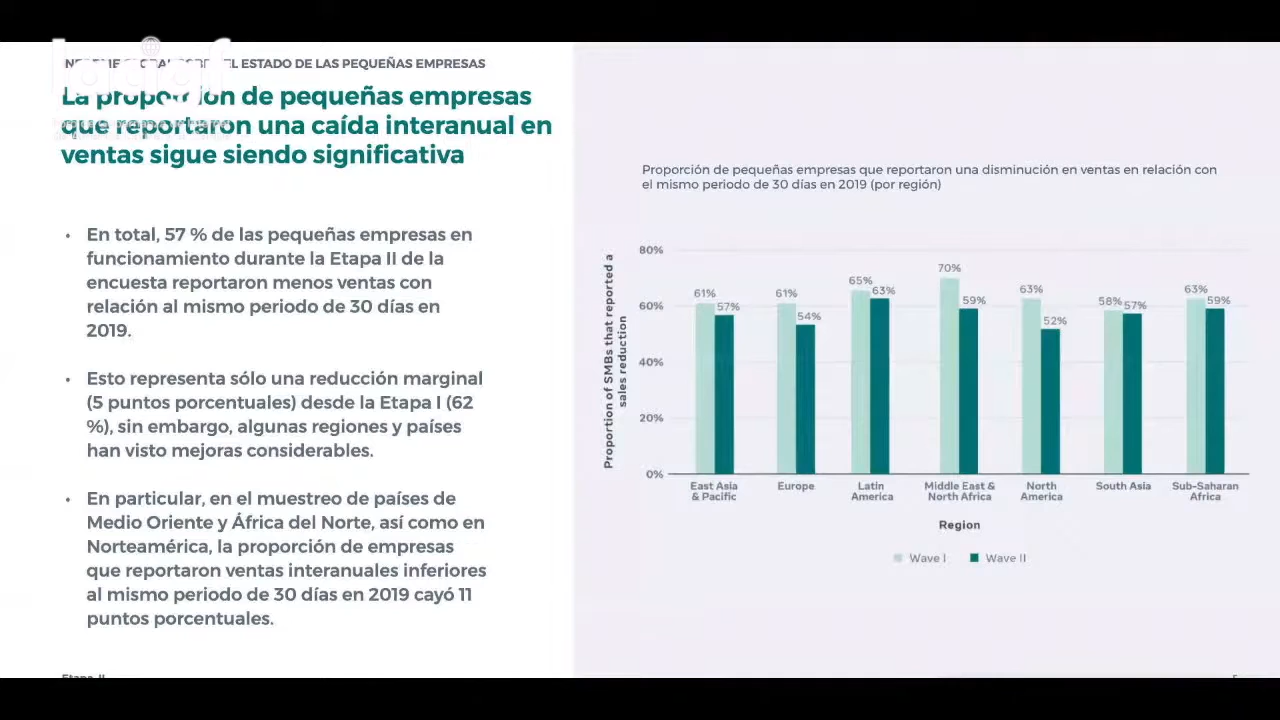 EL ESTADO DE LAS PEQUEÑAS EMPRESAS
La proporción de pequeñas empresas
que reportaron una caída interanual en
ventas sigue siendo significativa
• En total, 57 % de las pequeñas empresas en
funcionamiento durante la Etapa II de la
encuesta reportaron menos ventas con
relación al mismo periodo de 30 días en
2019.
• Esto representa sólo una reducción marginal
(5 puntos porcentuales) desde la Etapa I (62
%), sin embargo, algunas regiones y países
han visto mejoras considerables.
• En particular, en el muestreo de países de
Medio Oriente y África del Norte, así como en
Norteamérica, la proporción de empresas
que reportaron ventas interanuales inferiores
al mismo periodo de 30 días en 2019 cayó 11
puntos porcentuales.
Etapa II
Proporción de pequeñas empresas que reportaron una disminución en ventas en relación con
el mismo periodo de 30 días en 2019 (por región)
Proportion of SMBs that reported a
sales reduction
80%
60%
40%
20%
0%
61% 57% 61% 54% 65% 63% 70% 59% 63% 52% 58% 57% 63% 59%
East Asia
& Pacific
Europe
Latin
America
Middle East &
North Africa
North
America
South Asia
Sub-Saharan
Africa
Region
Wave I Wave II